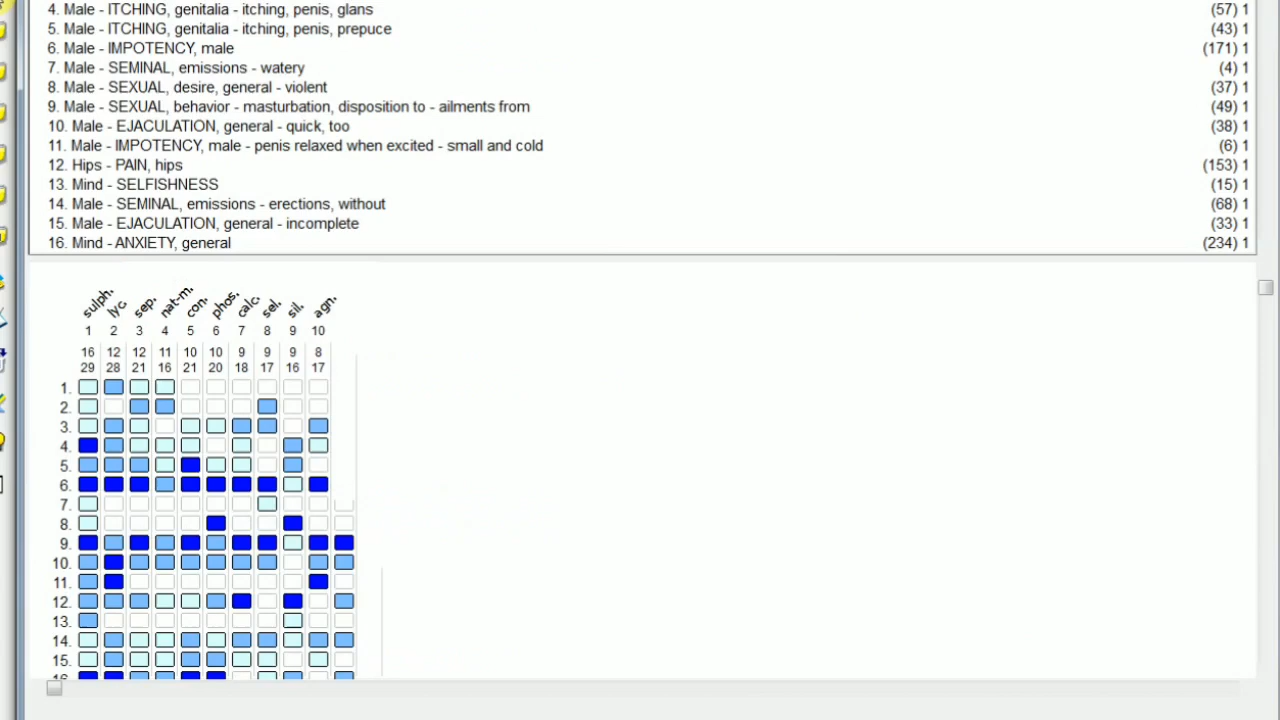 4. Male - ITCHING, genitalia - itching, penis, glans (57) 1
5. Male - ITCHING, genitalia - itching, penis, prepuce (43) 1
6. Male - IMPOTENCY, male (171) 1
7. Male - SEMINAL, emissions - watery (4) 1
8. Male - SEXUAL, desire, general - violent (37) 1
9. Male - SEXUAL, behavior - masturbation, disposition to - ailments from (49) 1
10. Male - EJACULATION, general - quick, too (38) 1
11. Male - IMPOTENCY, male - penis relaxed when excited - small and cold (6) 1
12. Hips - PAIN, hips (153) 1
13. Mind - SELFISHNESS (15) 1
14. Male - SEMINAL, emissions - erections, without (68) 1
15. Male - EJACULATION, general - incomplete (33) 1
16. Mind - ANXIETY, general (234) 1
sulph. lyc. sep. nat-m. con. phos. calc. sel. sil. agn.
1 2 3 4 5 6 7 8 9 10
16 12 12 11 10 10 9 9 9 8
29 28 21 16 21 20 18 17 16 17
1.
2.
3.
4.
5.
6.
7.
8.
9.
10.
11.
12.
13.
14.
15.
16.